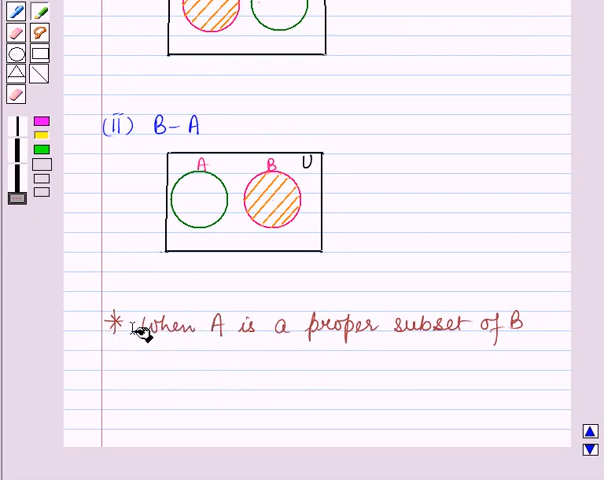 (ii) B-A
A B U
* When A is a proper subset of B